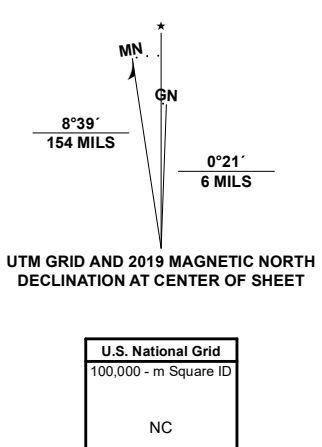 ★
MN
GN
8°39´
154 MILS
0°21´
6 MILS
UTM GRID AND 2019 MAGNETIC NORTH
DECLINATION AT CENTER OF SHEET
U.S. National Grid
100,000 - m Square ID
NC